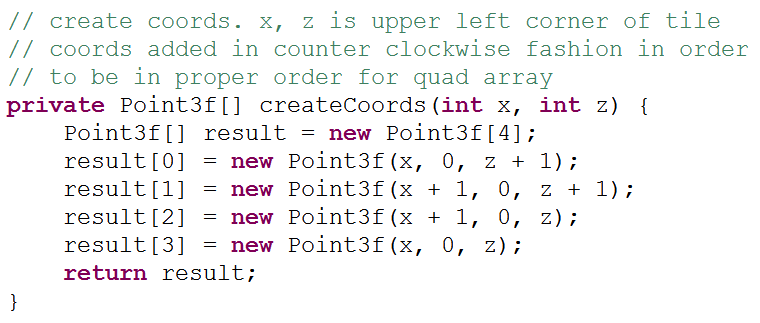 // create coords. x, z is upper left corner of tile
// coords added in counter clockwise fashion in order
// to be in proper order for quad array
private Point3f[] createCoords(int x, int z) {
    Point3f[] result = new Point3f[4];
    result[0] = new Point3f(x, 0, z + 1);
    result[1] = new Point3f(x + 1, 0, z + 1);
    result[2] = new Point3f(x + 1, 0, z);
    result[3] = new Point3f(x, 0, z);
    return result;
}